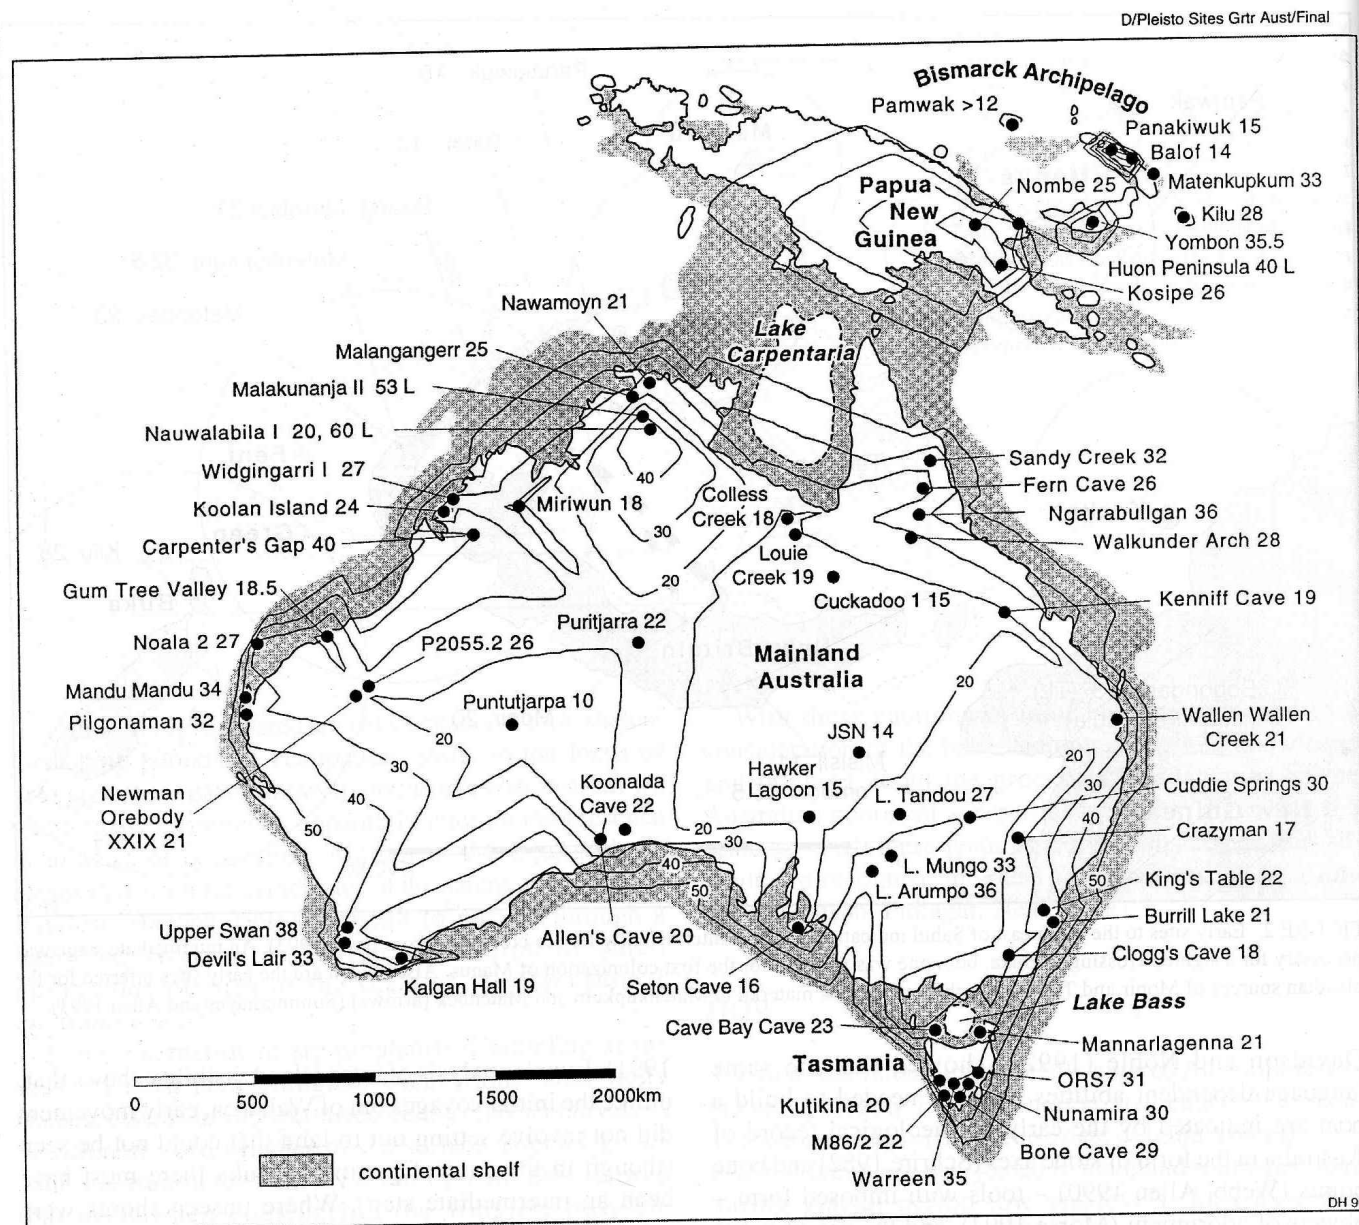 D/Pleisto Sites Grtr Aust/Final
Bismarck Archipelago
Pamwak >12
Panakiwuk 15
Balof 14
Matenkupkum 33
Kilu 28
Yombon 35.5
Huon Peninsula 40 L
Kosipe 26
Nombe 25
Papua
New
Guinea
Nawamoyn 21
Lake
Carpentaria
Malangangerr 25
Malakunanja II 53 L
Nauwalabila I 20, 60 L
Widgingarri I 27
Koolan Island 24
Carpenter's Gap 40
Miriwun 18
40
30
20
Colless
Creek 18
Louie
Creek 19
Cuckadoo 1 15
Sandy Creek 32
Fern Cave 26
Ngarrabullgan 36
Walkunder Arch 28
Kenniff Cave 19
Gum Tree Valley 18.5
Noala 2 27
Mandu Mandu 34
Pilgonaman 32
P2055.2 26
Puritjarra 22
Puntutjarpa 10
Mainland
Australia
20
20
30
40
50
Newman
Orebody
XXIX 21
JSN 14
Hawker
Lagoon 15
L. Tandou 27
Koonalda
Cave 22
20
30
40
50
L. Mungo 33
L. Arumpo 36
Wallen Wallen
Creek 21
20
30
40
50
Cuddie Springs 30
Crazyman 17
King's Table 22
Burrill Lake 21
Clogg's Cave 18
Upper Swan 38
Devil's Lair 33
Kalgan Hall 19
Allen's Cave 20
Seton Cave 16
Lake Bass
Cave Bay Cave 23
Mannarlagenna 21
Tasmania
ORS7 31
Kutikina 20
Nunamira 30
M86/2 22
Bone Cave 29
Warreen 35
0 500 1000 2000km
continental shelf
DH 9